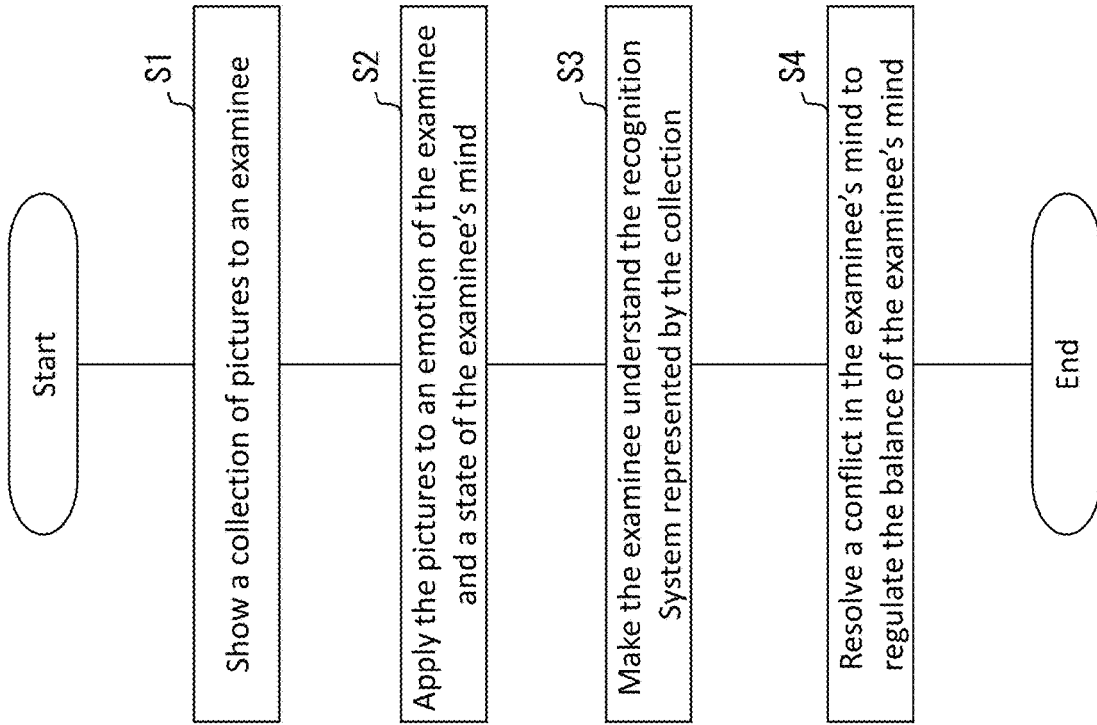 Start
S1
Show a collection of pictures to an examinee
S2
Apply the pictures to an emotion of the examinee
and a state of the examinee's mind
S3
Make the examinee understand the recognition
System represented by the collection
S4
Resolve a conflict in the examinee's mind to
regulate the balance of the examinee's mind
End